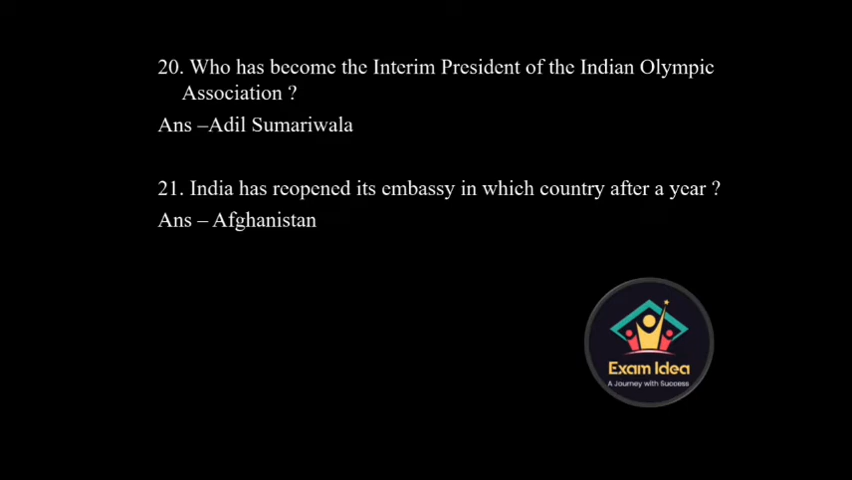 20. Who has become the Interim President of the Indian Olympic
Association ?
Ans –Adil Sumariwala
21. India has reopened its embassy in which country after a year ?
Ans – Afghanistan
Exam Idea
A Journey with Success